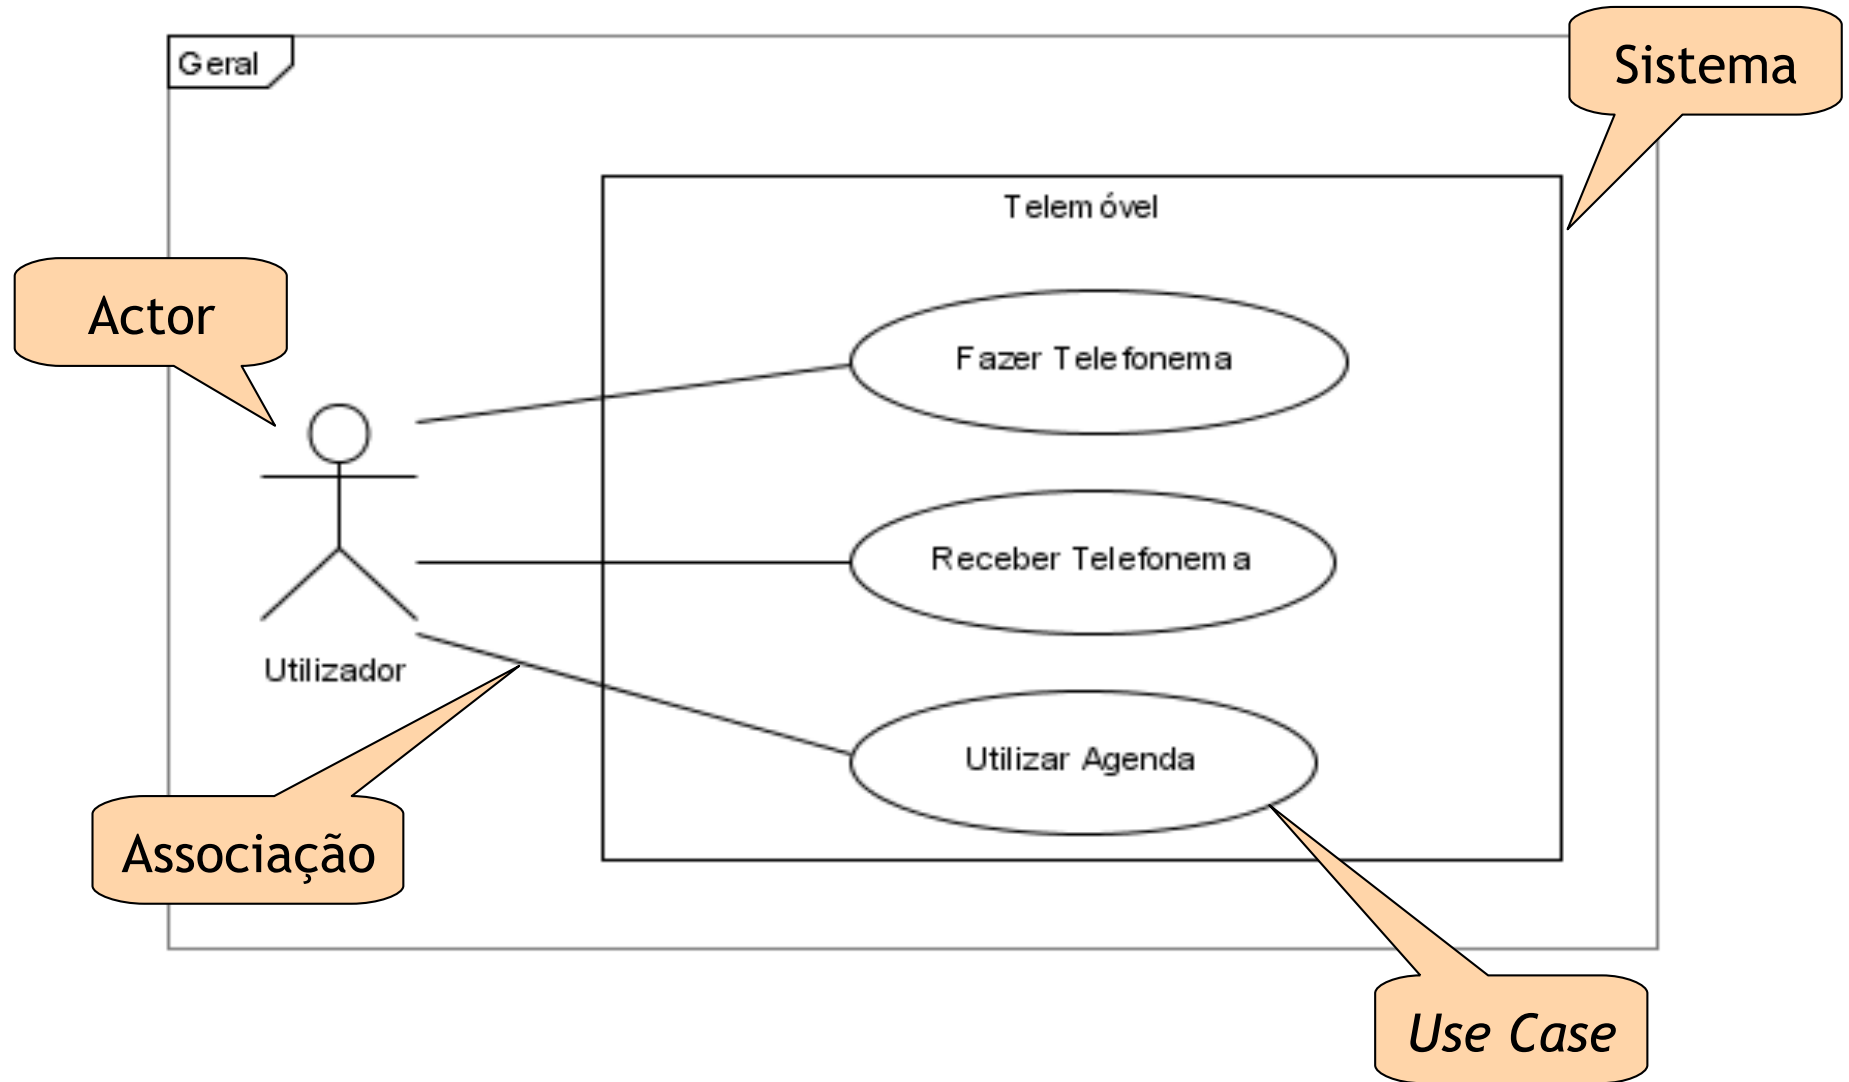 Geral
Sistema
Telemóvel
Actor
Fazer Telefonema
Receber Telefonema
Utilizador
Utilizar Agenda
Associação
Use Case